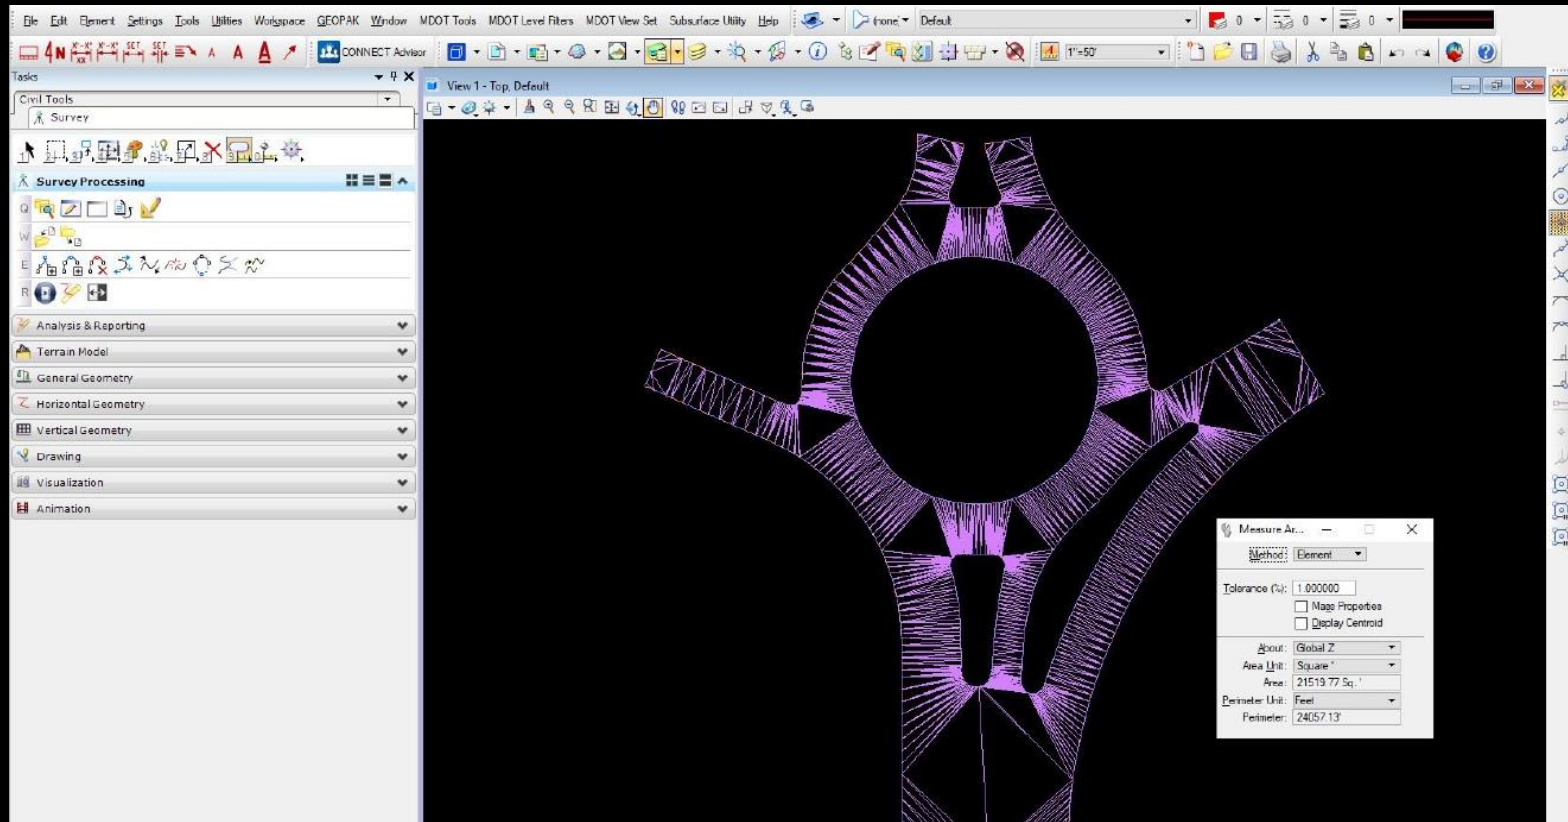 File Edit Element Settings Tools Utilities Workspace GEOPAK Window MDOT Tools MDOT Level Filters MDOT View Set Subsurface Utility Help (none) Default 0 0 0
4N SET SET A A A CONNECT Advisor 1"=50'
Tasks
View 1 - Top, Default
Civil Tools
Survey
Survey Processing
Q
W
E
R
Analysis & Reporting
Terrain Model
General Geometry
Horizontal Geometry
Vertical Geometry
Drawing
Visualization
Animation
Measure Ar...
Method: Element
Tolerance (%): 1.000000
Mass Properties
Display Centroid
About: Global Z
Area Unit: Square '
Area: 21519.77 Sq. '
Perimeter Unit: Feet
Perimeter: 24057.13'